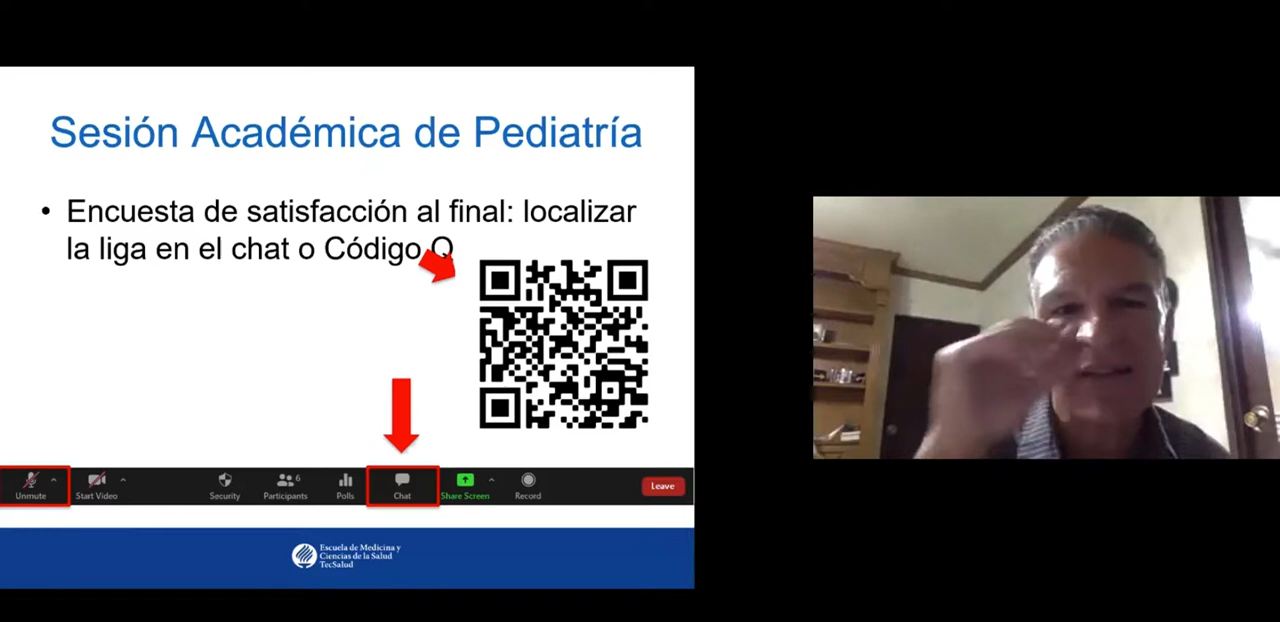 Sesión Académica de Pediatría
• Encuesta de satisfacción al final: localizar
la liga en el chat o Código Q
Unmute
Start Video
Security
Participants
6
Polls
Chat
Share Screen
Record
Leave
Escuela de Medicina y
Ciencias de la Salud
TecSalud